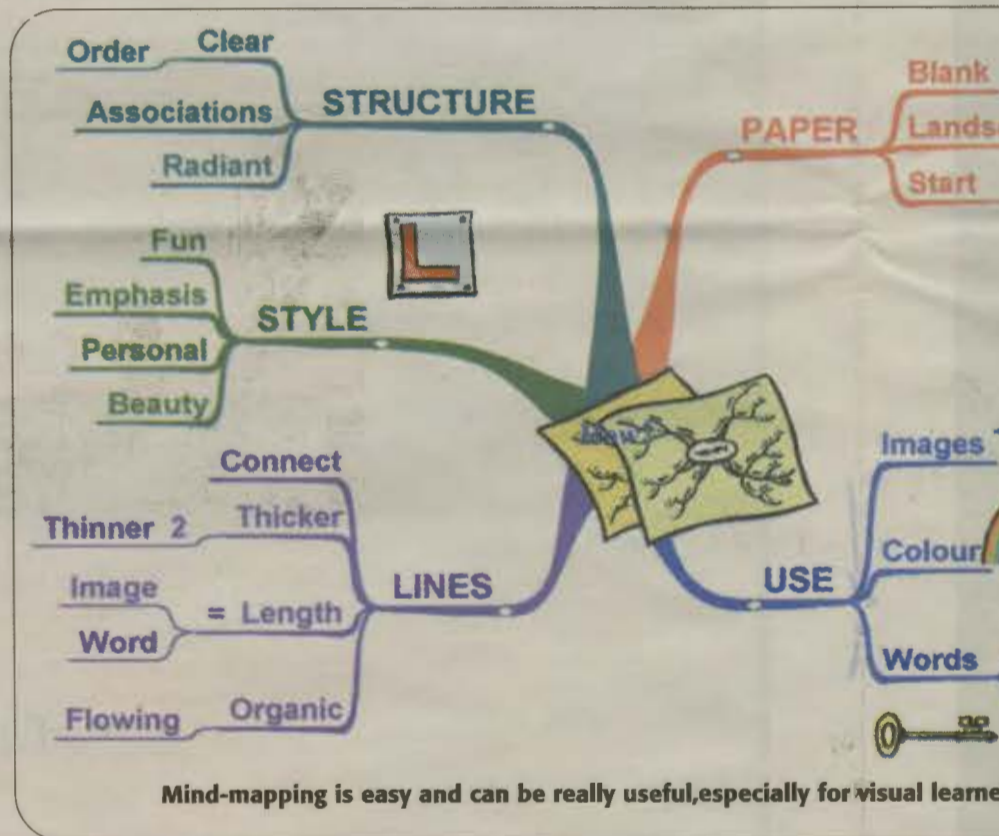 Order Clear
Associations
Radiant
STRUCTURE
Fun
Emphasis
Personal
Beauty
STYLE
Connect
Thinner 2 Thicker
Image
Word
= Length
Flowing Organic
LINES
PAPER
Blank
Lands
Start
L
USE
Images
Colour
Words
Mind-mapping is easy and can be really useful,especially for visual learne